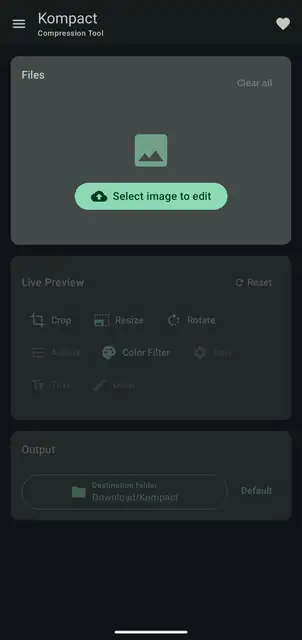 Kompact
Compression Tool
Files
Clear all
Select image to edit
Live Preview
Reset
Crop
Resize
Rotate
Color Filter
Output
Destination Folder
Download/Kompact
Default